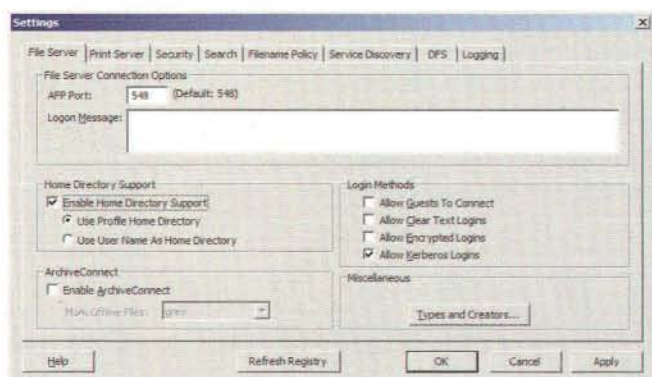 Settings
File Server | Print Server | Security | Search | Filename Policy | Service Discovery | DFS | Logging
File Server Connection Options
AFP Port: 548 (Default: 548)
Logon Message:
Home Directory Support
Enable Home Directory Support
Use Profile Home Directory
Use User Name As Home Directory
Login Methods
Allow Guests To Connect
Allow Clear Text Logins
Allow Encrypted Logins
Allow Kerberos Logins
ArchiveConnect
Enable ArchiveConnect
Mark Offline Files:
Miscellaneous
Types and Creators...
Help Refresh Registry OK Cancel Apply